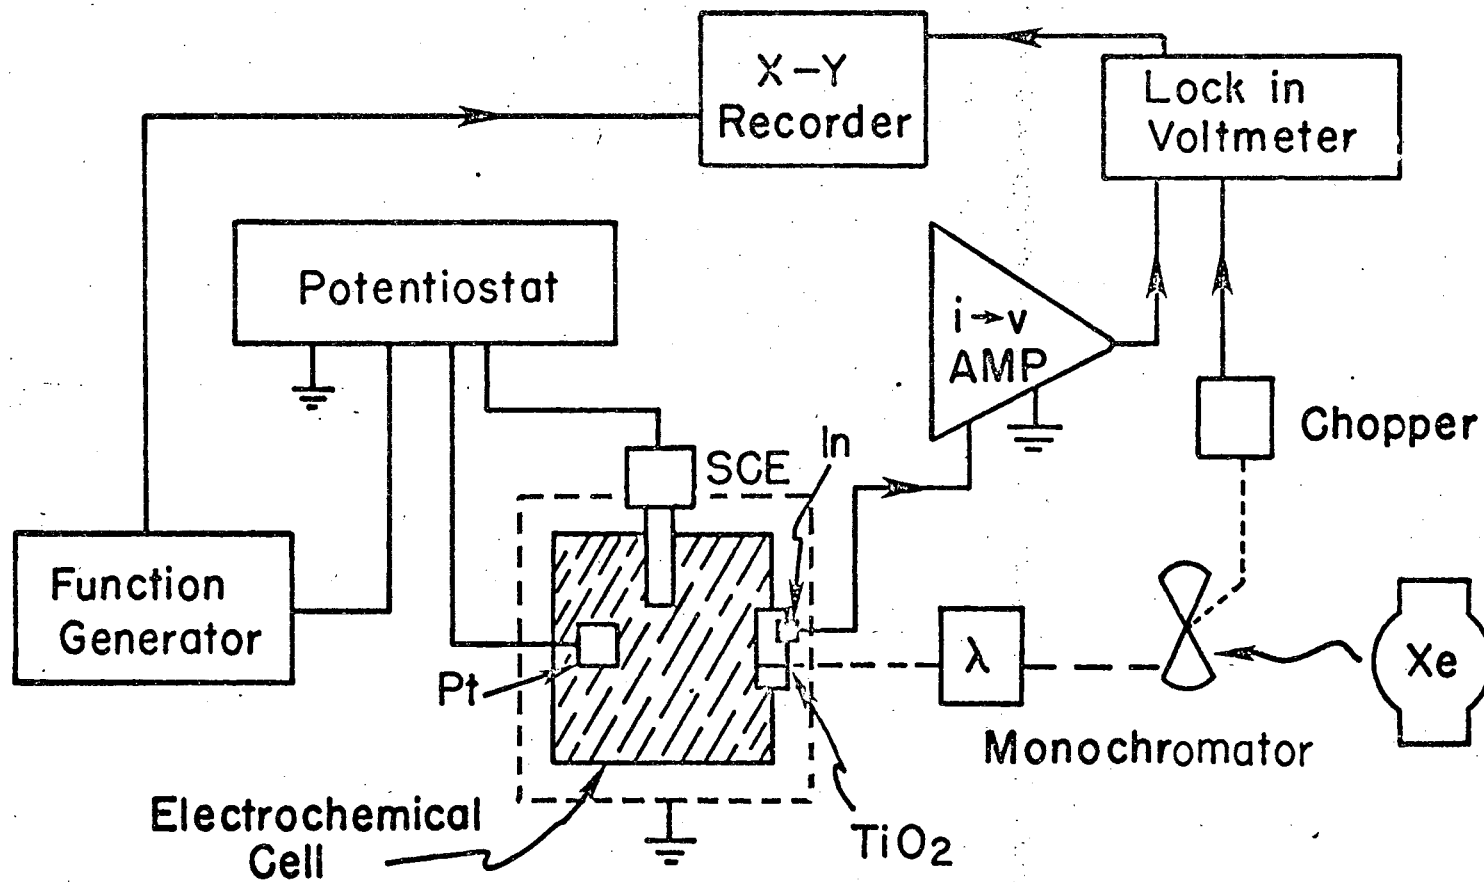 X-Y
Recorder
Lock in
Voltmeter
Potentiostat
i→v
AMP
Chopper
In
SCE
Function
Generator
λ
Xe
Pt
Monochromator
Electrochemical
Cell
TiO₂